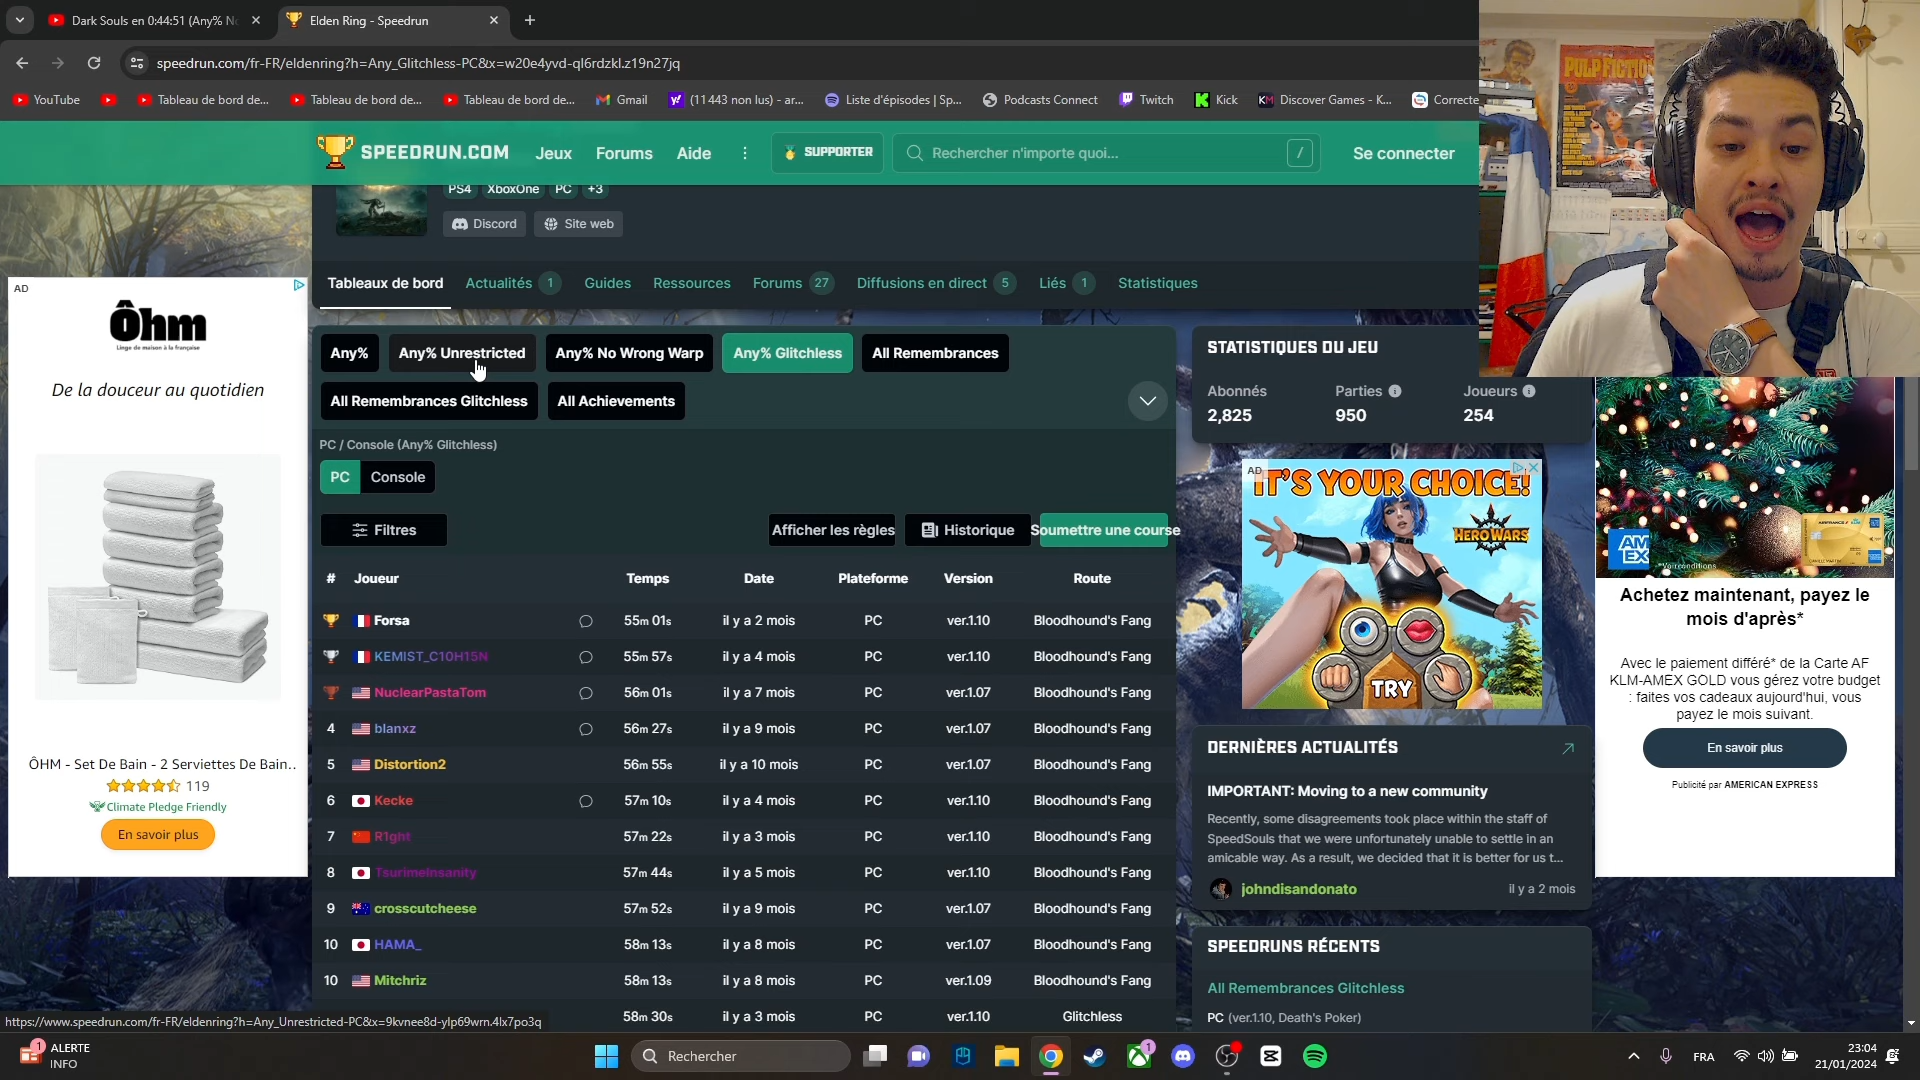 Dark Souls en 0:44:51 (Any% No
Elden Ring - Speedrun
speedrun.com/fr-FR/eldenring?h=Any_Glitchless-PC&x=w20e4yvd-ql6rdzkl.z19n27jq
YouTube
Tableau de bord de...
Tableau de bord de...
Tableau de bord de...
Gmail
(11 443 non lus) - ar...
Liste d'épisodes | Sp...
Podcasts Connect
Twitch
Kick
Discover Games - K...
Correcte
SPEEDRUN.COM
Jeux
Forums
Aide
SUPPORTER
Rechercher n'importe quoi...
/
Se connecter
PULP FICTION
PS4 XboxOne PC +3
Discord
Site web
Tableaux de bord
Actualités 1
Guides
Ressources
Forums 27
Diffusions en direct 5
Liés 1
Statistiques
AD
Ôhm
Linge de maison à la française
De la douceur au quotidien
ÔHM - Set De Bain - 2 Serviettes De Bain..
119
Climate Pledge Friendly
En savoir plus
Any%
Any% Unrestricted
Any% No Wrong Warp
Any% Glitchless
All Remembrances
All Remembrances Glitchless
All Achievements
PC / Console (Any% Glitchless)
PC
Console
Filtres
Afficher les règles
Historique
Soumettre une course
# Joueur Temps Date Plateforme Version Route
Forsa 55m 01s il y a 2 mois PC ver.1.10 Bloodhound's Fang
KEMIST_C10H15N 55m 57s il y a 4 mois PC ver.1.10 Bloodhound's Fang
NuclearPastaTom 56m 01s il y a 7 mois PC ver.1.07 Bloodhound's Fang
4 blanxz 56m 27s il y a 9 mois PC ver.1.07 Bloodhound's Fang
5 Distortion2 56m 55s il y a 10 mois PC ver.1.07 Bloodhound's Fang
6 Kecke 57m 10s il y a 4 mois PC ver.1.10 Bloodhound's Fang
7 R1ght 57m 22s il y a 3 mois PC ver.1.10 Bloodhound's Fang
8 TsurimeInsanity 57m 44s il y a 5 mois PC ver.1.10 Bloodhound's Fang
9 crosscutcheese 57m 52s il y a 9 mois PC ver.1.07 Bloodhound's Fang
10 HAMA_ 58m 13s il y a 8 mois PC ver.1.07 Bloodhound's Fang
10 Mitchriz 58m 13s il y a 8 mois PC ver.1.09 Bloodhound's Fang
58m 30s il y a 3 mois PC ver.1.10 Glitchless
STATISTIQUES DU JEU
Abonnés Parties Joueurs
2,825 950 254
AD
IT'S YOUR CHOICE!
HERO WARS
TRY
DERNIÈRES ACTUALITÉS
IMPORTANT: Moving to a new community
Recently, some disagreements took place within the staff of
SpeedSouls that we were unfortunately unable to settle in an
amicable way. As a result, we decided that it is better for us t...
johndisandonato
il y a 2 mois
SPEEDRUNS RÉCENTS
All Remembrances Glitchless
PC (ver.1.10, Death's Poker)
AM
EX
*Voir conditions
Achetez maintenant, payez le
mois d'après*
Avec le paiement différé* de la Carte AF
KLM-AMEX GOLD vous gérez votre budget
: faites vos cadeaux aujourd'hui, vous
payez le mois suivant.
En savoir plus
Publicité par AMERICAN EXPRESS
https://www.speedrun.com/fr-FR/eldenring?h=Any_Unrestricted-PC&x=9kvnee8d-ylp69wrn.4lx7po3q
1
ALERTE
INFO
Rechercher
1
FRA
23:04
21/01/2024